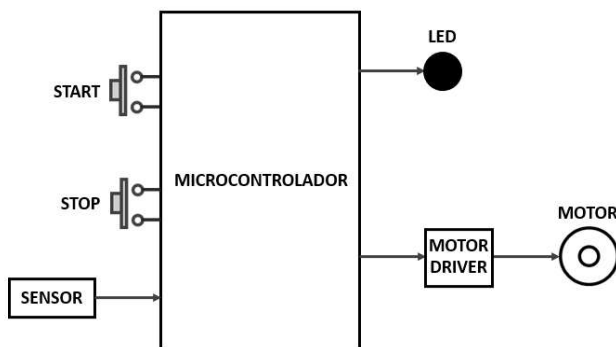 LED
START
MICROCONTROLADOR
STOP
MOTOR
MOTOR
DRIVER
SENSOR